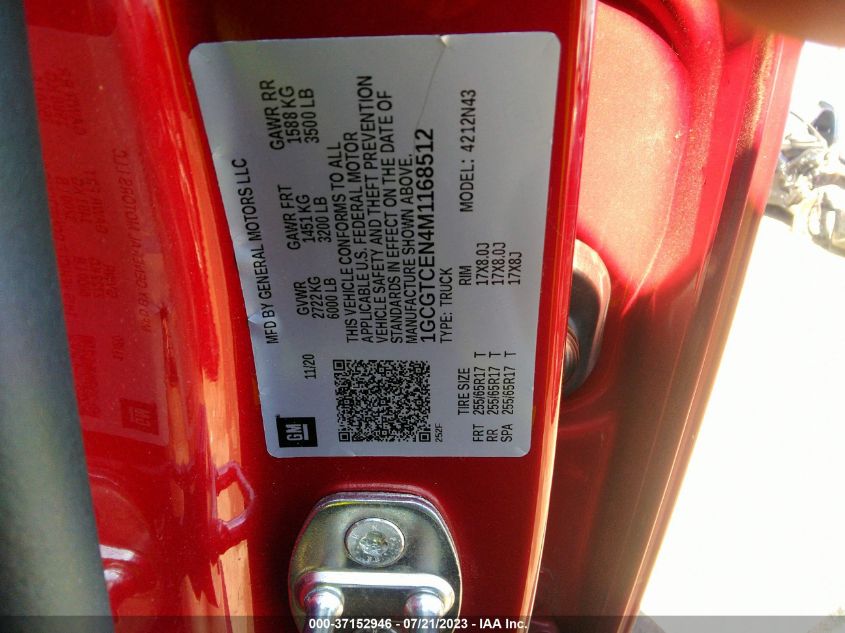 MFD BY GENERAL MOTORS LLC
11/20
GVWR GAWR FRT GAWR RR
2722 KG 1451 KG 1588 KG
6000 LB 3200 LB 3500 LB
THIS VEHICLE CONFORMS TO ALL
APPLICABLE U.S. FEDERAL MOTOR
VEHICLE SAFETY AND THEFT PREVENTION
STANDARDS IN EFFECT ON THE DATE OF
MANUFACTURE SHOWN ABOVE.
1GCGTCEN4M1168512
TYPE: TRUCK MODEL: 4212N43
GM
252F
TIRE SIZE RIM
FRT 255/65R17 T 17X8.0J
RR 255/65R17 T 17X8.0J
SPA 255/65R17 T 17X8J
000-37152946 - 07/21/2023 - IAA Inc.